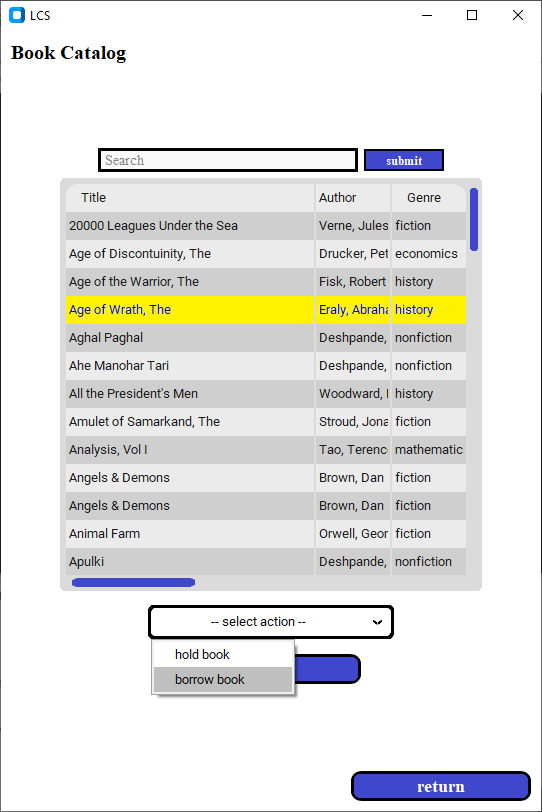 LCS
Book Catalog
Search submit
Title Author Genre
20000 Leagues Under the Sea Verne, Jules fiction
Age of Discontuinity, The Drucker, Pet economics
Age of the Warrior, The Fisk, Robert history
Age of Wrath, The Eraly, Abraha history
Aghal Paghal Deshpande, nonfiction
Ahe Manohar Tari Deshpande, nonfiction
All the President's Men Woodward, history
Amulet of Samarkand, The Stroud, Jona fiction
Analysis, Vol I Tao, Terenc mathematic
Angels & Demons Brown, Dan fiction
Angels & Demons Brown, Dan fiction
Animal Farm Orwell, Geor fiction
Apulki Deshpande, nonfiction
-- select action --
hold book
borrow book
return